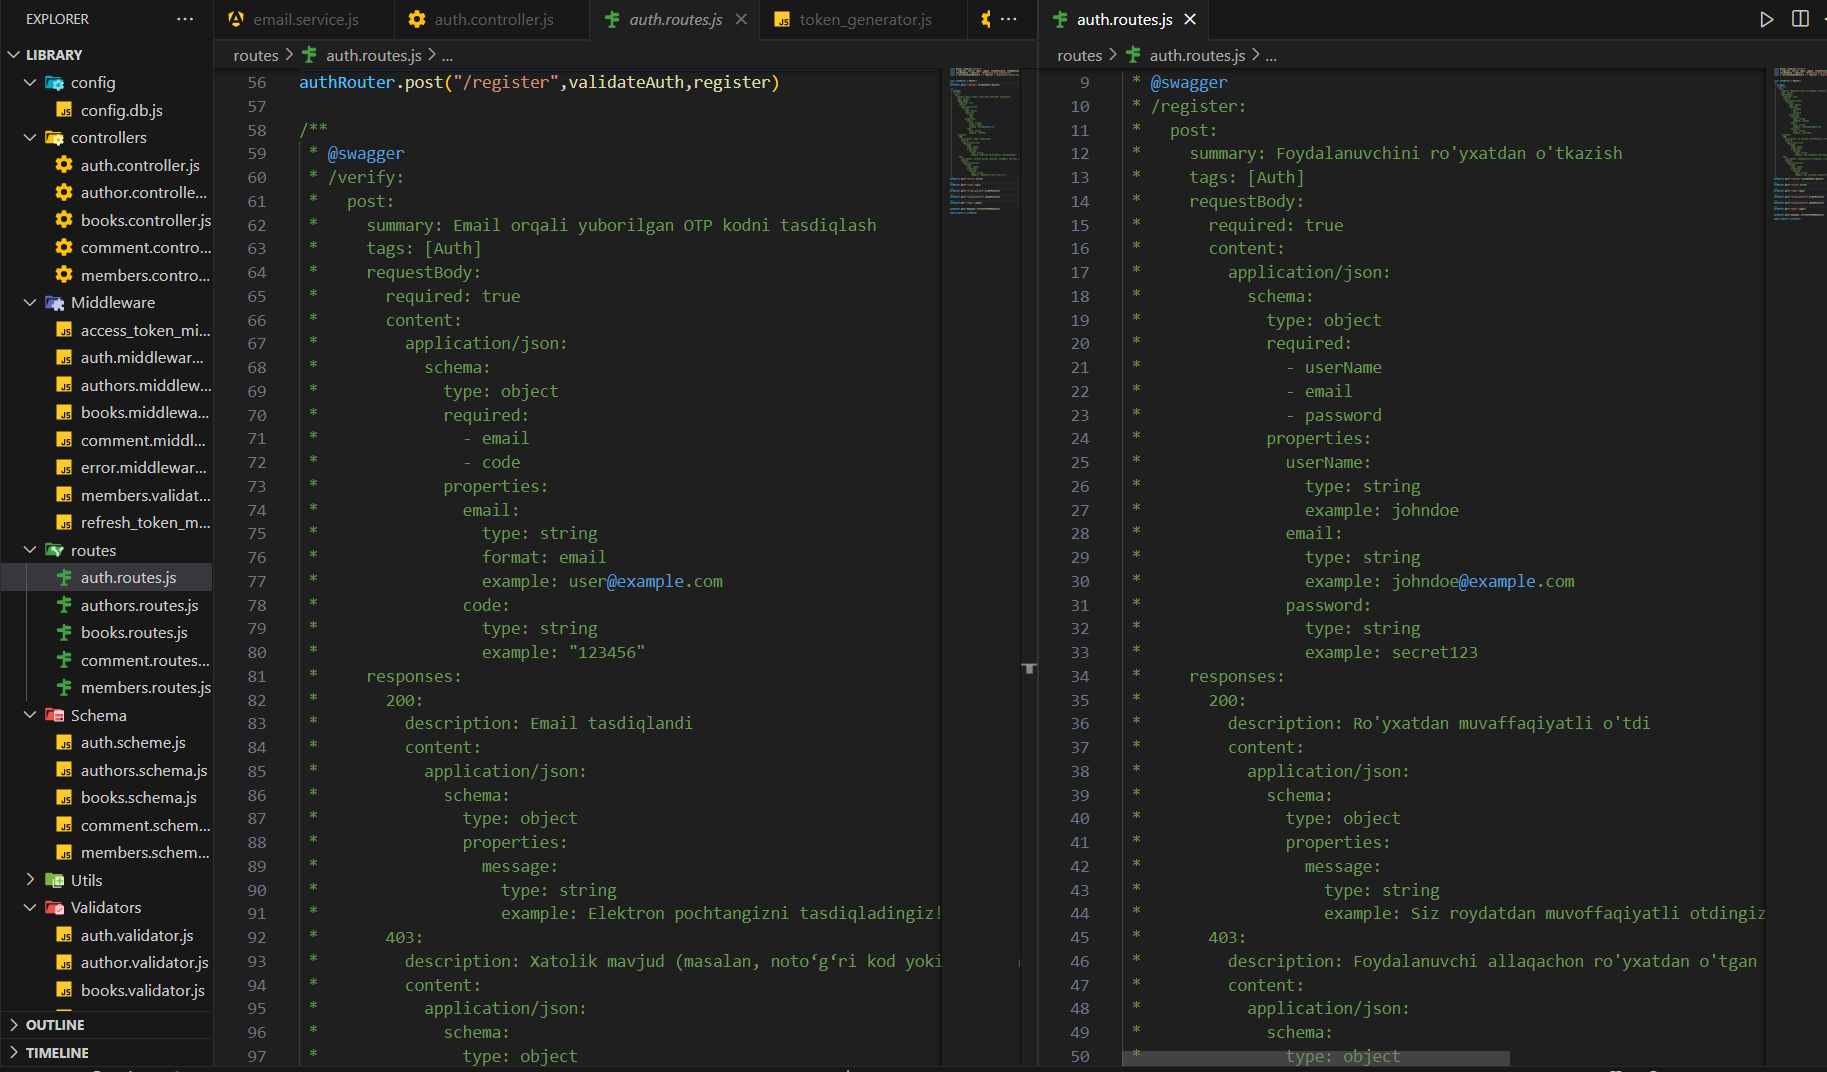 EXPLORER
LIBRARY
config
config.db.js
controllers
auth.controller.js
author.controlle...
books.controller.js
comment.contro...
members.contro...
Middleware
access_token_mi...
auth.middlewar...
authors.middlew...
books.middlewa...
comment.middl...
error.middlewar...
members.validat...
refresh_token_m...
routes
auth.routes.js
authors.routes.js
books.routes.js
comment.routes...
members.routes.js
Schema
auth.scheme.js
authors.schema.js
books.schema.js
comment.schem...
members.schem...
Utils
Validators
auth.validator.js
author.validator.js
books.validator.js
OUTLINE
TIMELINE
email.service.js
auth.controller.js
auth.routes.js
token_generator.js
routes > auth.routes.js > ...
56 authRouter.post("/register",validateAuth,register)
57
58 /**
59 * @swagger
60 * /verify:
61 * post:
62 * summary: Email orqali yuborilgan OTP kodni tasdiqlash
63 * tags: [Auth]
64 * requestBody:
65 * required: true
66 * content:
67 * application/json:
68 * schema:
69 * type: object
70 * required:
71 * - email
72 * - code
73 * properties:
74 * email:
75 * type: string
76 * format: email
77 * example: user@example.com
78 * code:
79 * type: string
80 * example: "123456"
81 * responses:
82 * 200:
83 * description: Email tasdiqlandi
84 * content:
85 * application/json:
86 * schema:
87 * type: object
88 * properties:
89 * message:
90 * type: string
91 * example: Elektron pochtangizni tasdiqladingiz!
92 * 403:
93 * description: Xatolik mavjud (masalan, noto‘g‘ri kod yoki
94 * content:
95 * application/json:
96 * schema:
97 * type: object
auth.routes.js
routes > auth.routes.js > ...
9 * @swagger
10 * /register:
11 * post:
12 * summary: Foydalanuvchini ro'yxatdan o'tkazish
13 * tags: [Auth]
14 * requestBody:
15 * required: true
16 * content:
17 * application/json:
18 * schema:
19 * type: object
20 * required:
21 * - userName
22 * - email
23 * - password
24 * properties:
25 * userName:
26 * type: string
27 * example: johndoe
28 * email:
29 * type: string
30 * example: johndoe@example.com
31 * password:
32 * type: string
33 * example: secret123
34 * responses:
35 * 200:
36 * description: Ro'yxatdan muvaffaqiyatli o'tdi
37 * content:
38 * application/json:
39 * schema:
40 * type: object
41 * properties:
42 * message:
43 * type: string
44 * example: Siz roydatdan muvoffaqiyatli otdingiz
45 * 403:
46 * description: Foydalanuvchi allaqachon ro'yxatdan o'tgan
47 * content:
48 * application/json:
49 * schema:
50 * type: object